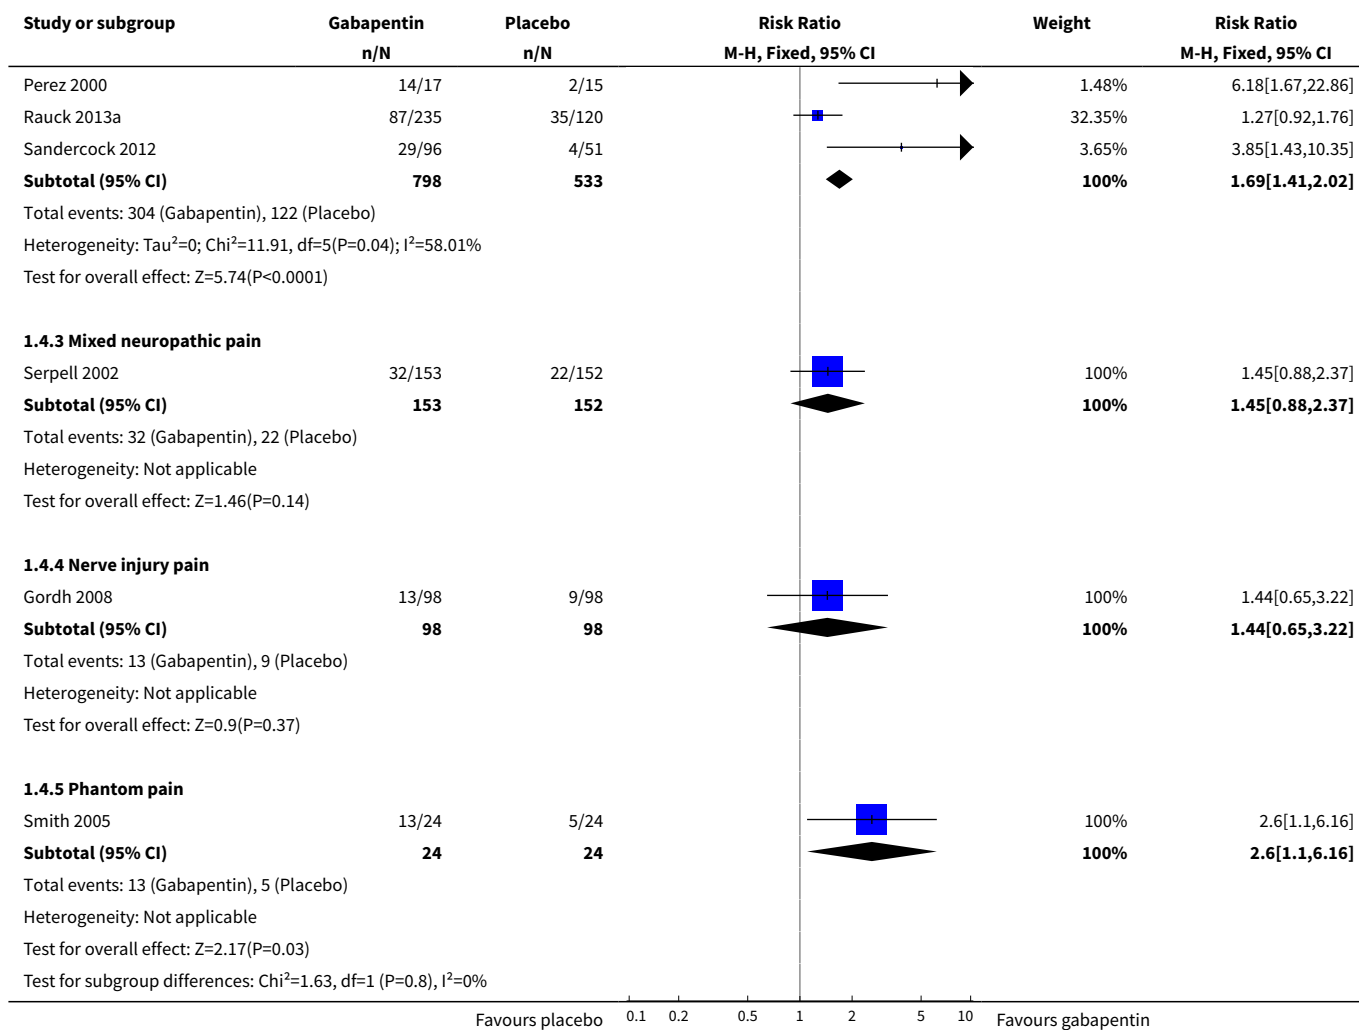 Study or subgroup Gabapentin Placebo Risk Ratio Weight Risk Ratio
n/N n/N M-H, Fixed, 95% CI M-H, Fixed, 95% CI
Perez 2000 14/17 2/15 1.48% 6.18[1.67,22.86]
Rauck 2013a 87/235 35/120 32.35% 1.27[0.92,1.76]
Sandercock 2012 29/96 4/51 3.65% 3.85[1.43,10.35]
Subtotal (95% CI) 798 533 100% 1.69[1.41,2.02]
Total events: 304 (Gabapentin), 122 (Placebo)
Heterogeneity: Tau²=0; Chi²=11.91, df=5(P=0.04); I²=58.01%
Test for overall effect: Z=5.74(P<0.0001)
1.4.3 Mixed neuropathic pain
Serpell 2002 32/153 22/152 100% 1.45[0.88,2.37]
Subtotal (95% CI) 153 152 100% 1.45[0.88,2.37]
Total events: 32 (Gabapentin), 22 (Placebo)
Heterogeneity: Not applicable
Test for overall effect: Z=1.46(P=0.14)
1.4.4 Nerve injury pain
Gordh 2008 13/98 9/98 100% 1.44[0.65,3.22]
Subtotal (95% CI) 98 98 100% 1.44[0.65,3.22]
Total events: 13 (Gabapentin), 9 (Placebo)
Heterogeneity: Not applicable
Test for overall effect: Z=0.9(P=0.37)
1.4.5 Phantom pain
Smith 2005 13/24 5/24 100% 2.6[1.1,6.16]
Subtotal (95% CI) 24 24 100% 2.6[1.1,6.16]
Total events: 13 (Gabapentin), 5 (Placebo)
Heterogeneity: Not applicable
Test for overall effect: Z=2.17(P=0.03)
Test for subgroup differences: Chi²=1.63, df=1 (P=0.8), I²=0%
Favours placebo 0.1 0.2 0.5 1 2 5 10 Favours gabapentin